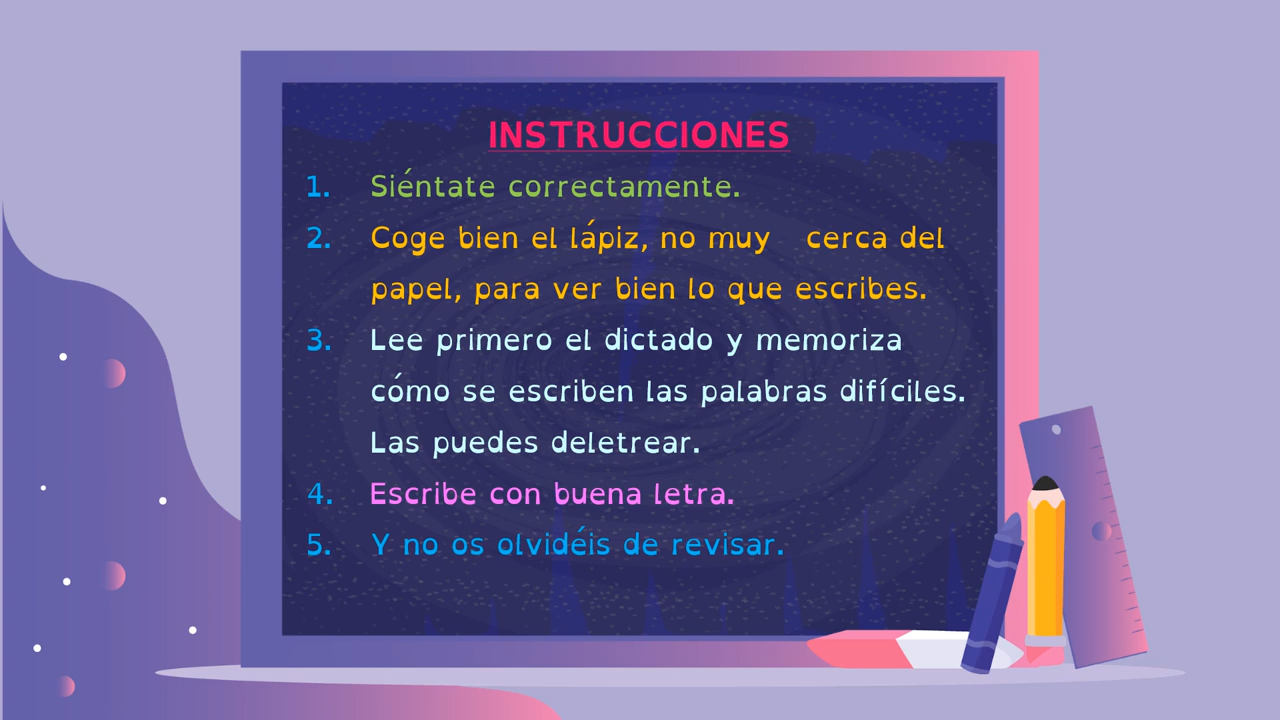 INSTRUCCIONES
1. Siéntate correctamente.
2. Coge bien el lápiz, no muy cerca del
papel, para ver bien lo que escribes.
3. Lee primero el dictado y memoriza
cómo se escriben las palabras difíciles.
Las puedes deletrear.
4. Escribe con buena letra.
5. Y no os olvidéis de revisar.